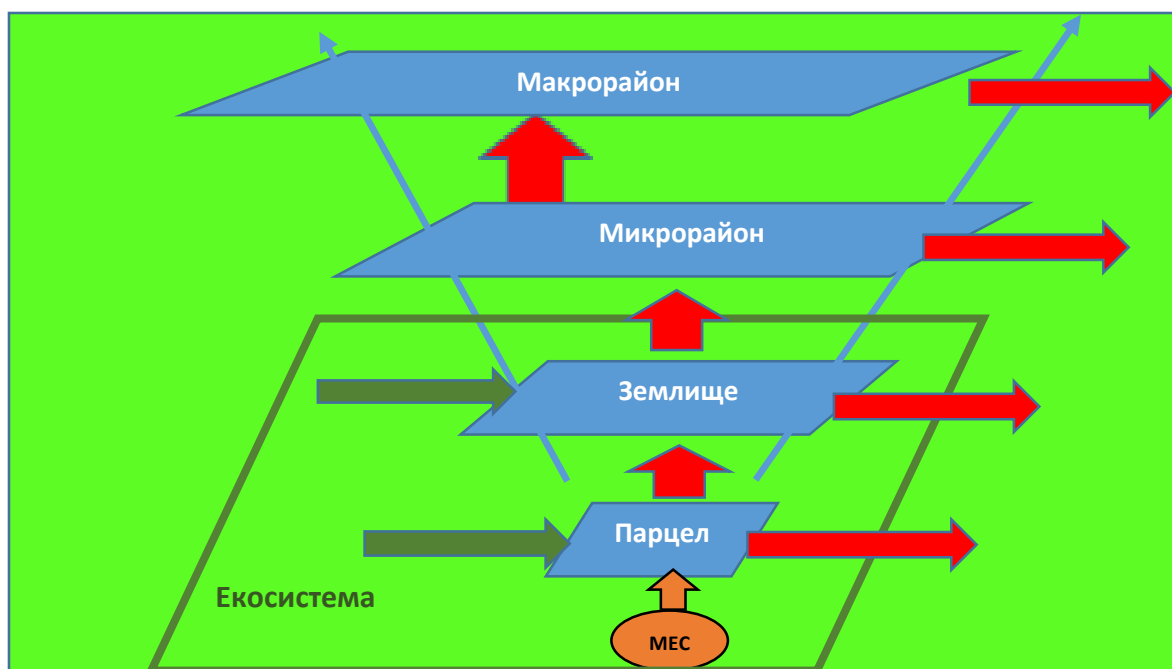 Макрорайон
Микрорайон
Землище
Парцел
Екосистема
МЕС